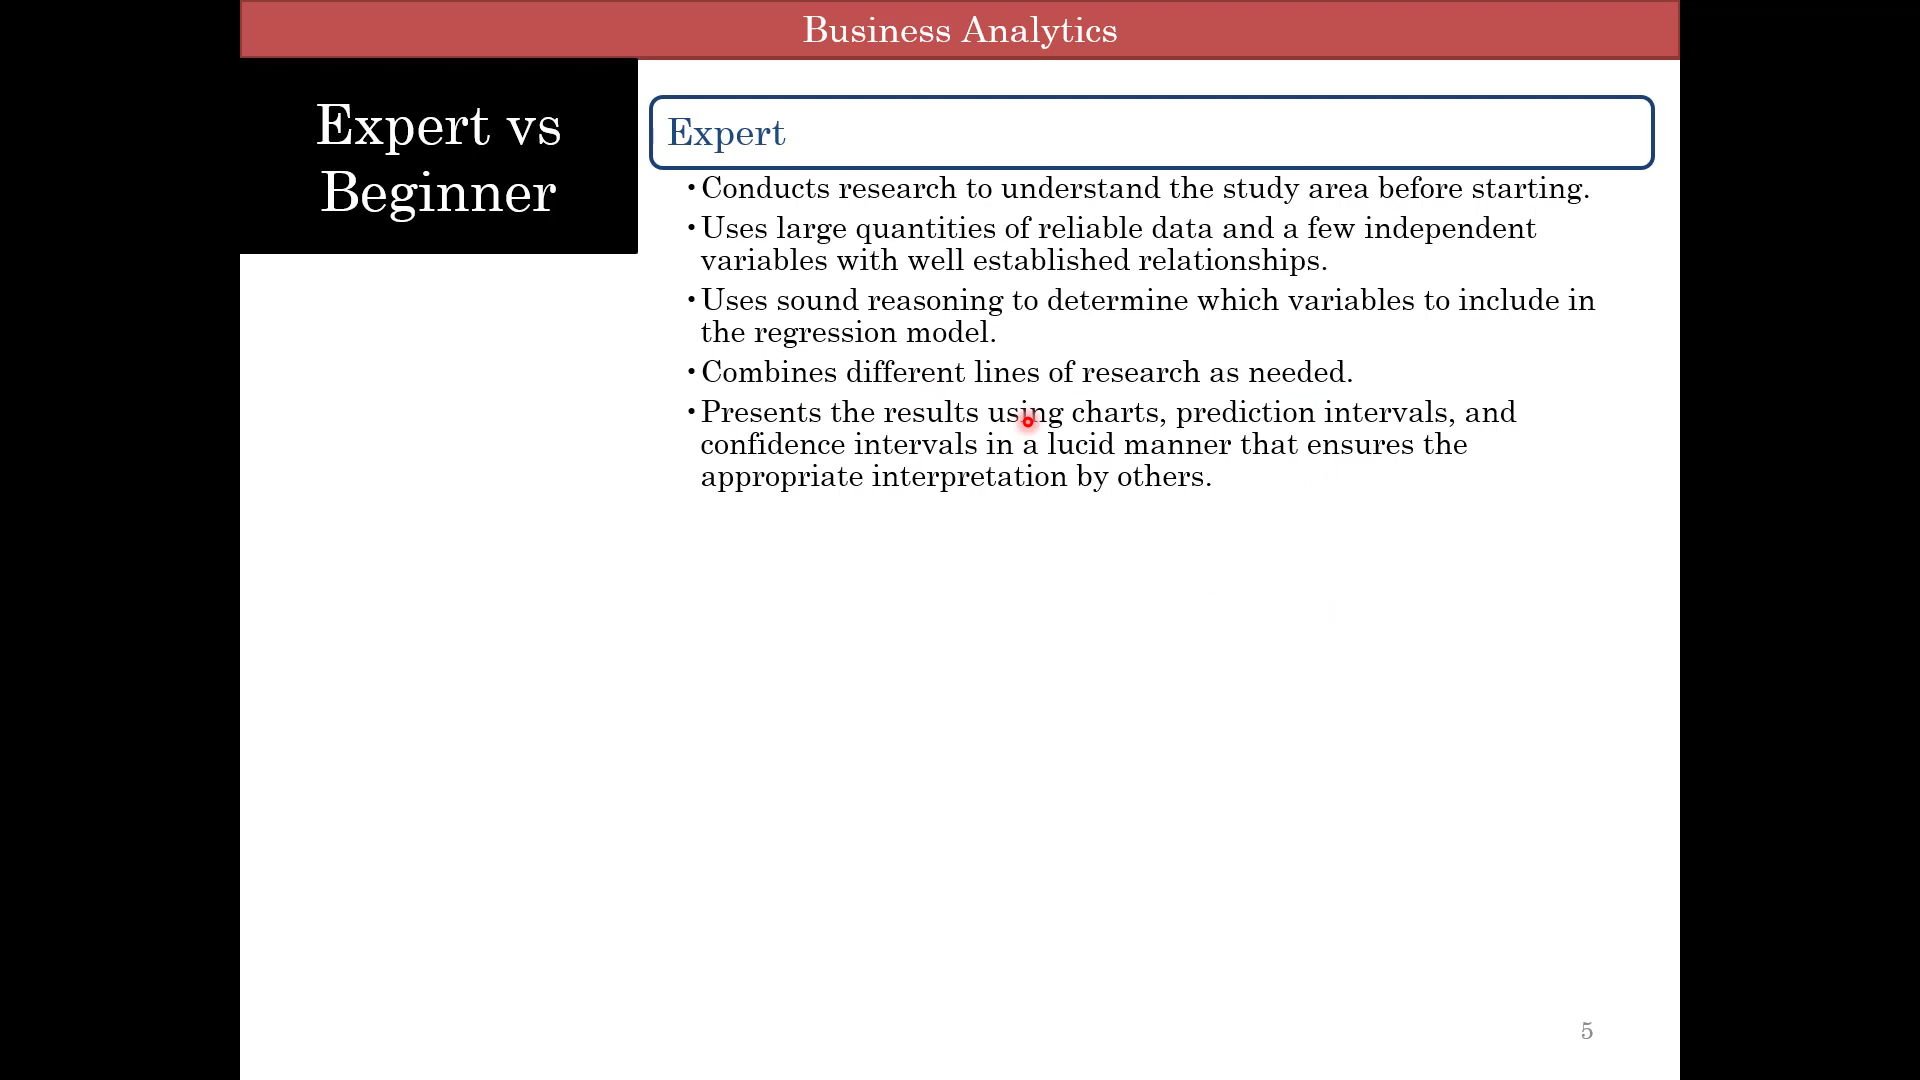 Business Analytics
Expert vs
Beginner
Expert
•Conducts research to understand the study area before starting.
•Uses large quantities of reliable data and a few independent
variables with well established relationships.
•Uses sound reasoning to determine which variables to include in
the regression model.
•Combines different lines of research as needed.
•Presents the results using charts, prediction intervals, and
confidence intervals in a lucid manner that ensures the
appropriate interpretation by others.
5